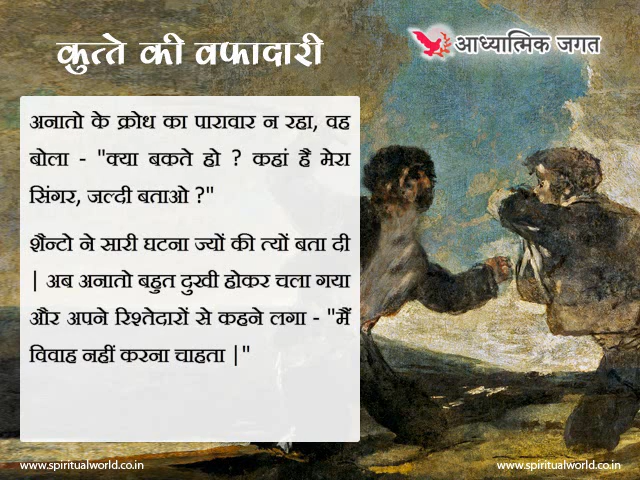 कुत्ते की वफादारी
आध्यात्मिक जगत
अनातो के क्रोध का पारावार न रहा, वह
बोला - "क्या बकते हो ? कहां है मेरा
सिंगर, जल्दी बताओ ?"
शैन्टो ने सारी घटना ज्यों की त्यों बता दी
| अब अनातो बहुत दुखी होकर चला गया
और अपने रिश्तेदारों से कहने लगा - "मैं
विवाह नहीं करना चाहता |"
www.spiritualworld.co.in
www.spiritualworld.co.in